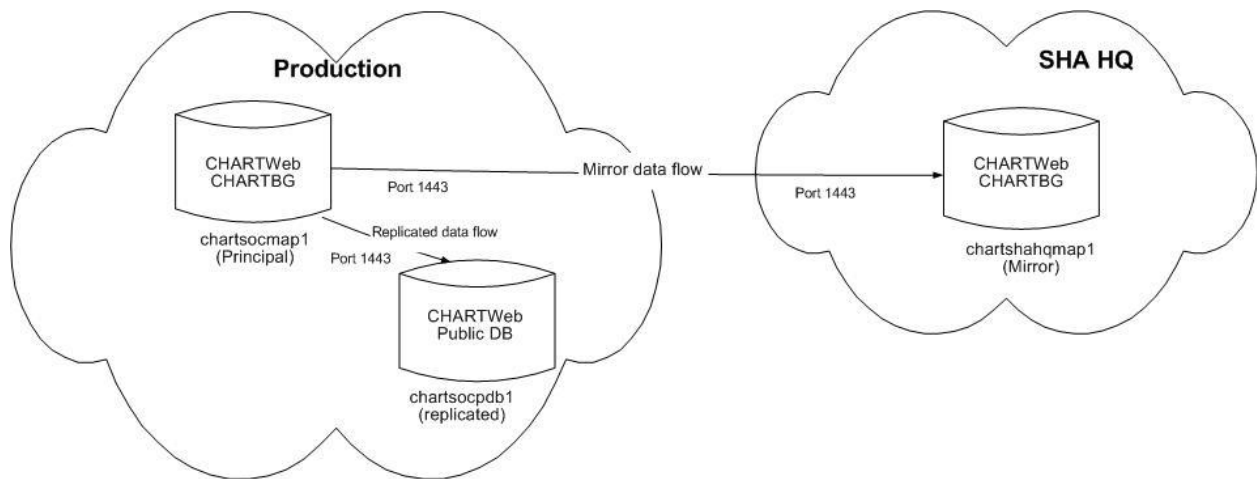 Production
SHA HQ
CHARTWeb
CHARTBG
Port 1443
Mirror data flow
Port 1443
CHARTWeb
CHARTBG
chartsocmap1
(Principal)
Replicated data flow
Port 1443
chartshahqmap1
(Mirror)
CHARTWeb
Public DB
chartsocpdb1
(replicated)